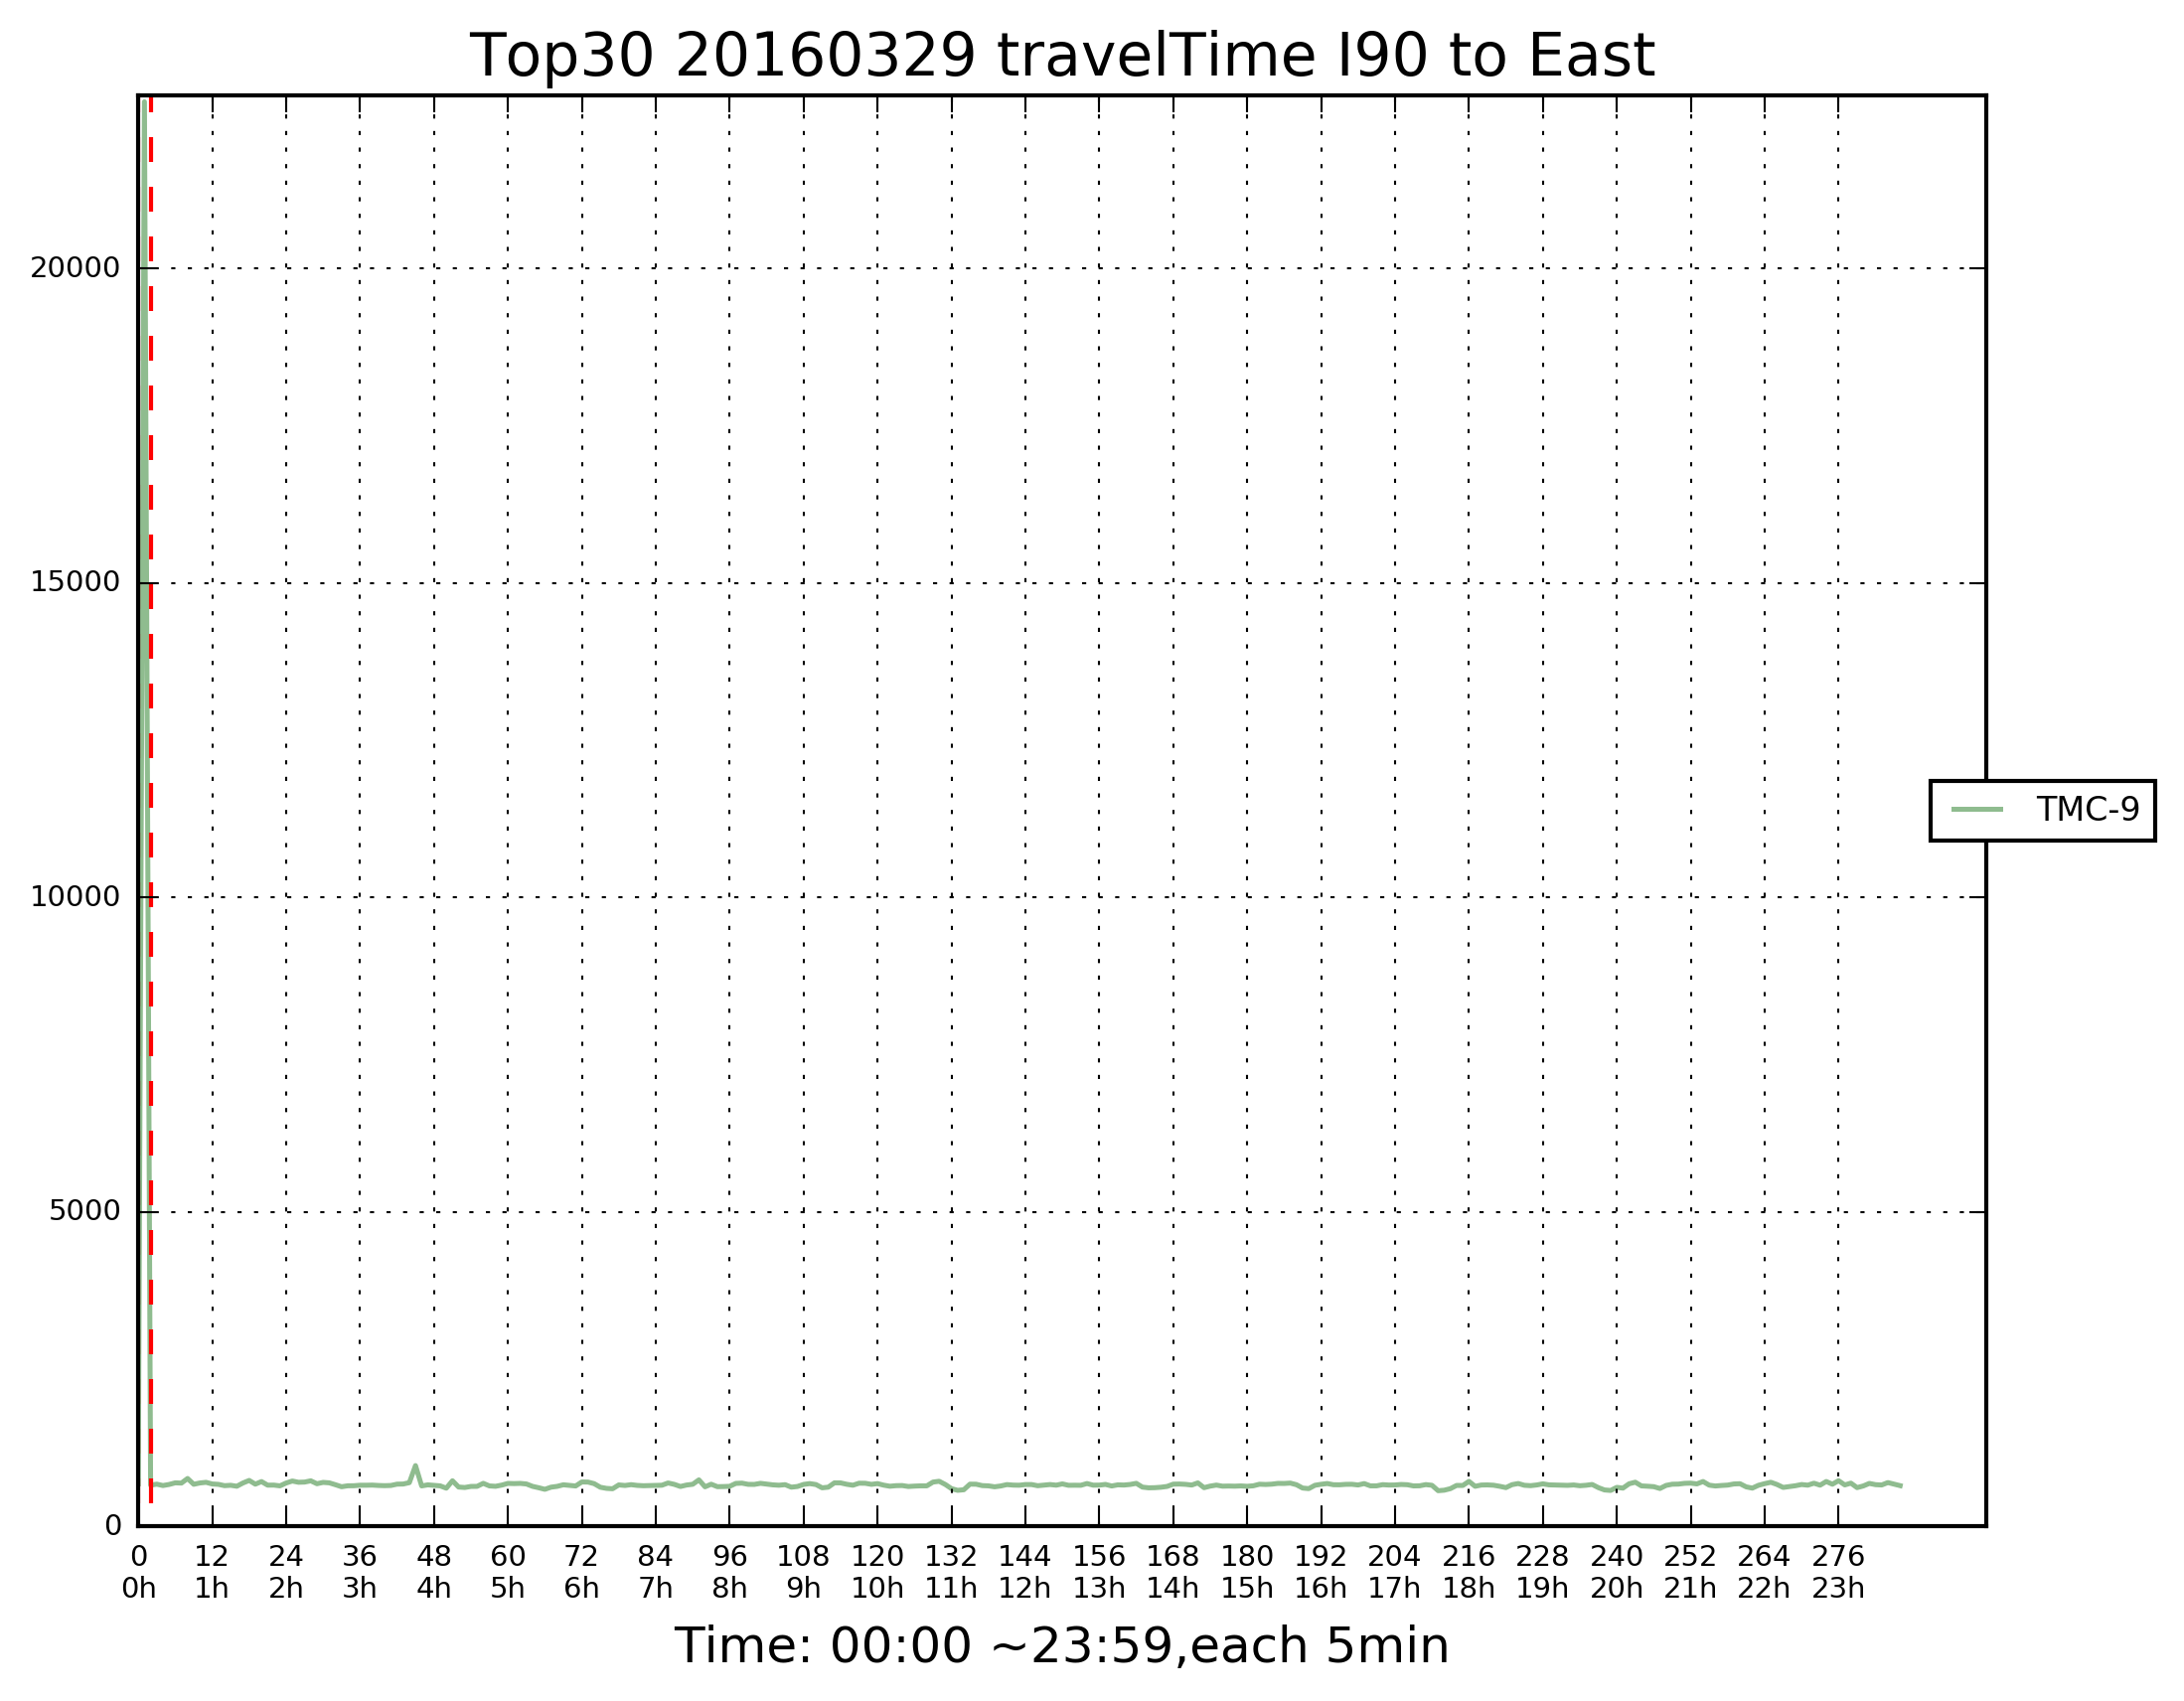 Top30 20160329 travelTime I90 to East
20000
15000
10000
5000
0
TMC-9
0 12 24 36 48 60 72 84 96 108 120 132 144 156 168 180 192 204 216 228 240 252 264 276
0h 1h 2h 3h 4h 5h 6h 7h 8h 9h 10h 11h 12h 13h 14h 15h 16h 17h 18h 19h 20h 21h 22h 23h
Time: 00:00 ~23:59,each 5min